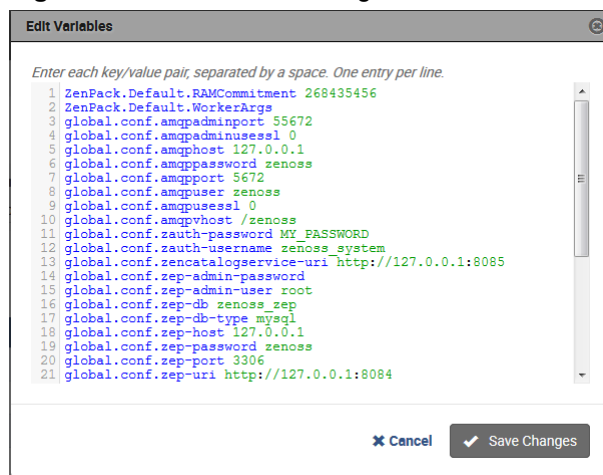 Edit Variables
Enter each key/value pair, separated by a space. One entry per line.
1 ZenPack.Default.RAMCommitment 268435456
2 ZenPack.Default.WorkerArgs
3 global.conf.amqpadminport 55672
4 global.conf.amqpadminusessl 0
5 global.conf.amqphost 127.0.0.1
6 global.conf.amqppassword zenoss
7 global.conf.amqpport 5672
8 global.conf.amqpuser zenoss
9 global.conf.amqpusessl 0
10 global.conf.amqpvhost /zenoss
11 global.conf.zauth-password MY_PASSWORD
12 global.conf.zauth-username zenoss_system
13 global.conf.zencatalogservice-uri http://127.0.0.1:8085
14 global.conf.zep-admin-password
15 global.conf.zep-admin-user root
16 global.conf.zep-db zenoss_zep
17 global.conf.zep-db-type mysql
18 global.conf.zep-host 127.0.0.1
19 global.conf.zep-password zenoss
20 global.conf.zep-port 3306
21 global.conf.zep-uri http://127.0.0.1:8084
Cancel
Save Changes